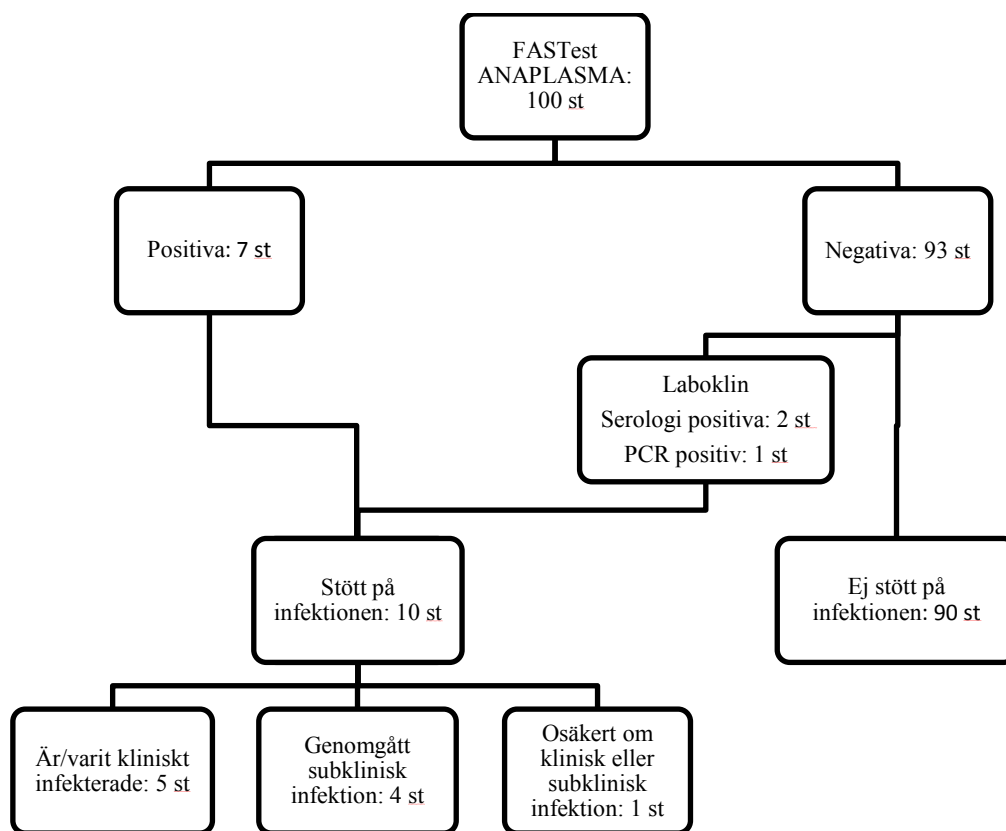 FASTest
ANAPLASMA:
100 st
Positiva: 7 st
Negativa: 93 st
Laboklin
Serologi positiva: 2 st
PCR positiv: 1 st
Stött på
infektionen: 10 st
Ej stött på
infektionen: 90 st
Är/varit kliniskt
infekterade: 5 st
Genomgått
subklinisk
infektion: 4 st
Osäkert om
klinisk eller
subklinisk
infektion: 1 st